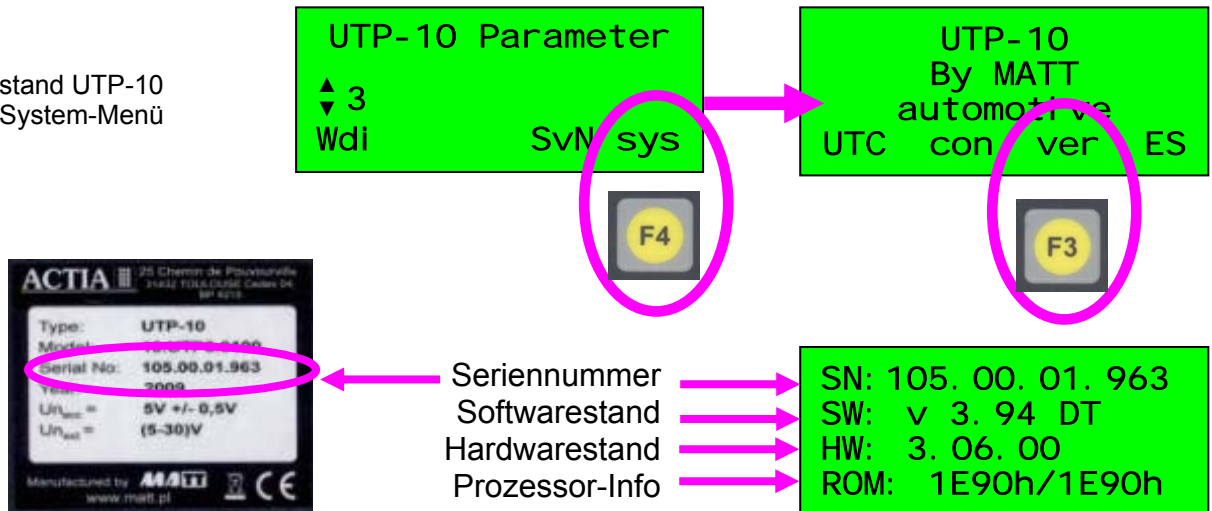 stand UTP-10
System-Menü
UTP-10 Parameter
3
Wdi SvN sys
F4
UTP-10
By MATT
automotive
UTC con ver ES
F3
ACTIA
25 Chemin de Pouvourville
31432 TOULOUSE Cedex 04
Type: UTP-10
Serial No: 105.00.01.963
2009
Un = 5V +/- 0,5V
Un = (5-30)V
Manufactured by MATT
www.matt.pl
CE
Seriennummer
Softwarestand
Hardwarestand
Prozessor-Info
SN: 105. 00. 01. 963
SW: v 3. 94 DT
HW: 3. 06. 00
ROM: 1E90h/1E90h